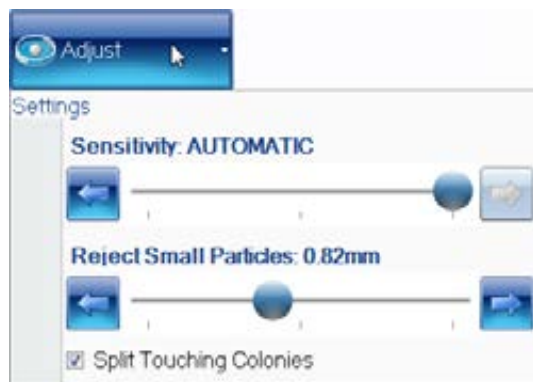 Adjust
Settings
Sensitivity: AUTOMATIC
Reject Small Particles: 0.82mm
Split Touching Colonies